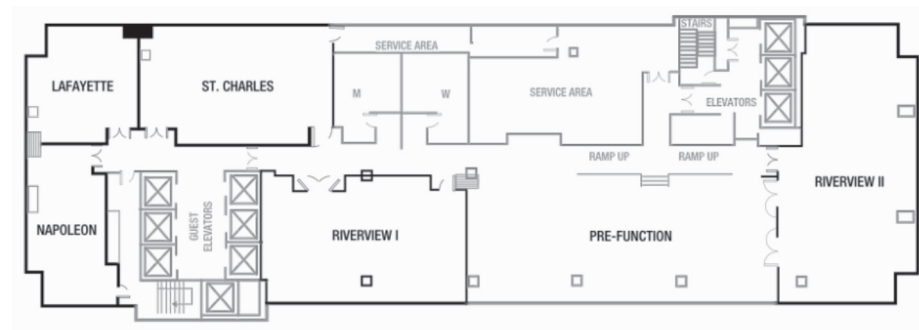 STAIRS
SERVICE AREA
LAFAYETTE
ST. CHARLES
M
W
SERVICE AREA
ELEVATORS
RAMP UP
RAMP UP
RIVERVIEW II
NAPOLEON
GUEST
ELEVATORS
RIVERVIEW I
PRE-FUNCTION